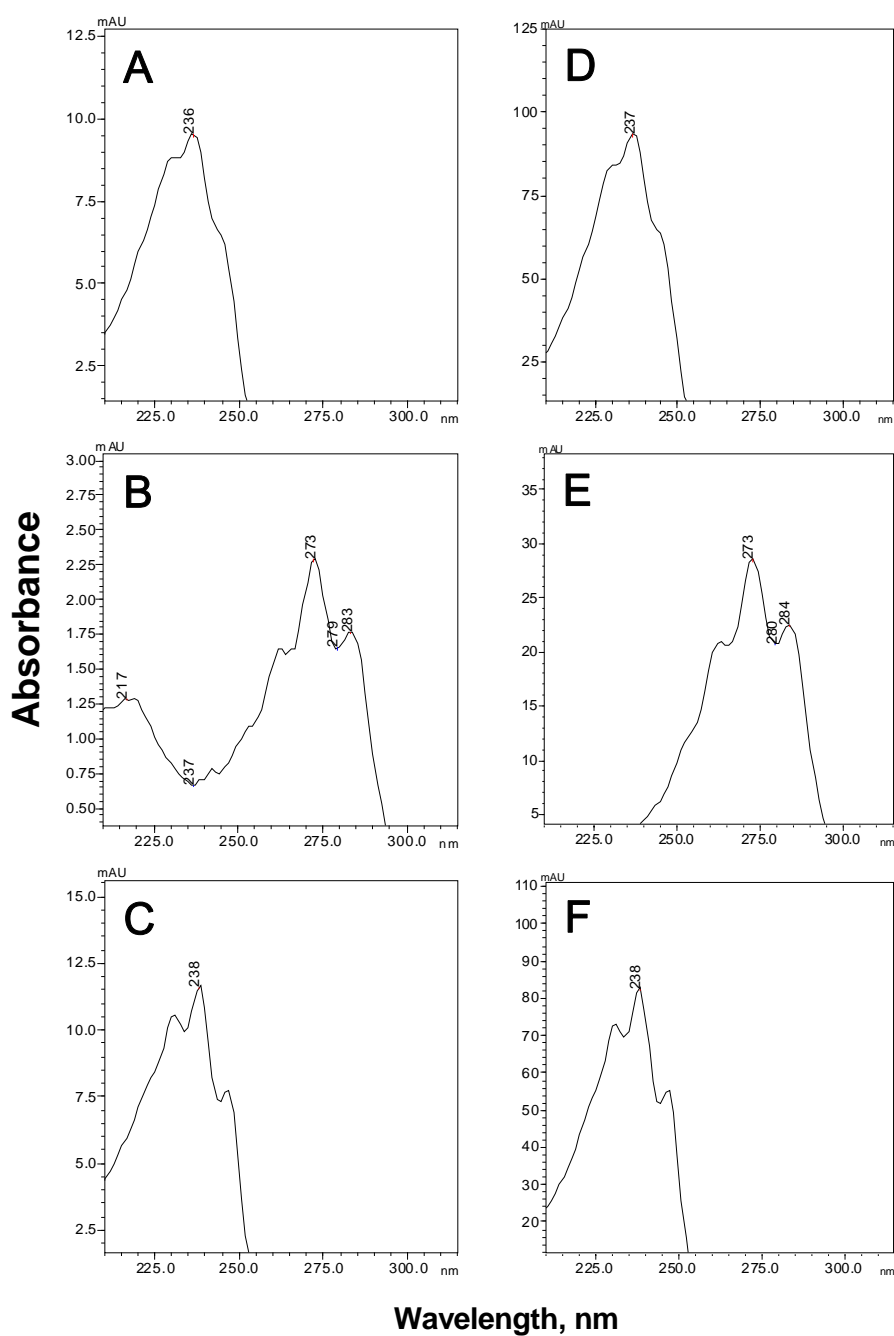 Absorbance
mAU
A
236
12.5
10.0
7.5
5.0
2.5
225.0 250.0 275.0 300.0 nm
mAU
D
237
125
100
75
50
25
225.0 250.0 275.0 300.0 nm
mAU
B
217
237
273
279
283
3.00
2.75
2.50
2.25
2.00
1.75
1.50
1.25
1.00
0.75
0.50
225.0 250.0 275.0 300.0 nm
mAU
E
273
280
284
35
30
25
20
15
10
5
225.0 250.0 275.0 300.0 nm
mAU
C
238
15.0
12.5
10.0
7.5
5.0
2.5
225.0 250.0 275.0 300.0 nm
mAU
F
238
110
100
90
80
70
60
50
40
30
20
225.0 250.0 275.0 300.0 nm
Wavelength, nm